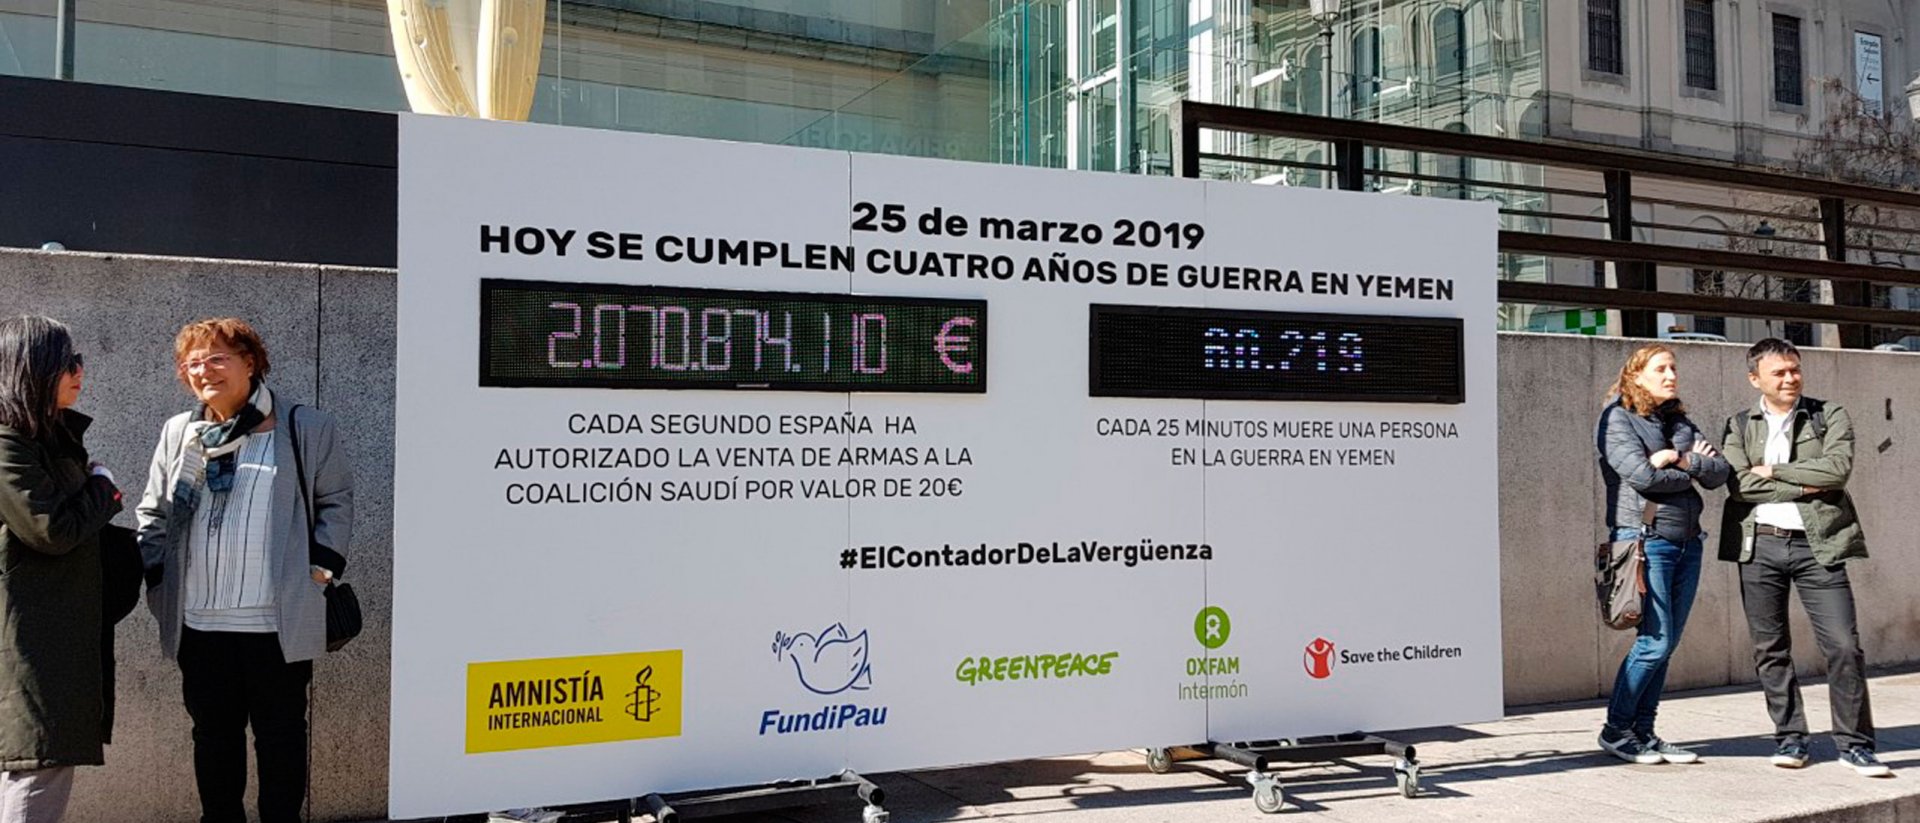 25 de marzo 2019
HOY SE CUMPLEN CUATRO AÑOS DE GUERRA EN YEMEN
2.070.874.110 €
60.219
CADA SEGUNDO ESPAÑA HA
AUTORIZADO LA VENTA DE ARMAS A LA
COALICIÓN SAUDÍ POR VALOR DE 20€
CADA 25 MINUTOS MUERE UNA PERSONA
EN LA GUERRA EN YEMEN
#ElContadorDeLaVergüenza
AMNISTÍA
INTERNACIONAL
FundiPau
GREENPEACE
OXFAM
Intermón
Save the Children